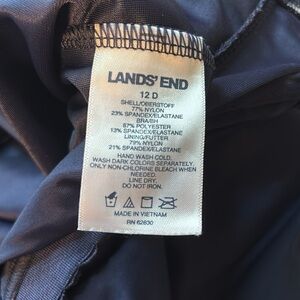 LANDS' END
12 D
SHELL/OBERSTOFF
77% NYLON
23% SPANDEX/ELASTANE
BRA/BH
87% POLYESTER
13% SPANDEX/ELASTANE
LINING/FUTTER
79% NYLON
21% SPANDEX/ELASTANE
HAND WASH COLD.
WASH DARK COLORS SEPARATELY.
ONLY NON-CHLORINE BLEACH WHEN
NEEDED.
LINE DRY.
DO NOT IRON.
MADE IN VIETNAM
RN 62830